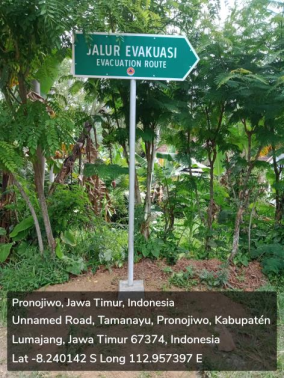 JALUR EVAKUASI
EVACUATION ROUTE
Pronojiwo, Jawa Timur, Indonesia
Unnamed Road, Tamanayu, Pronojiwo, Kabupatén
Lumajang, Jawa Timur 67374, Indonesia
Lat -8.240142 S Long 112.957397 E